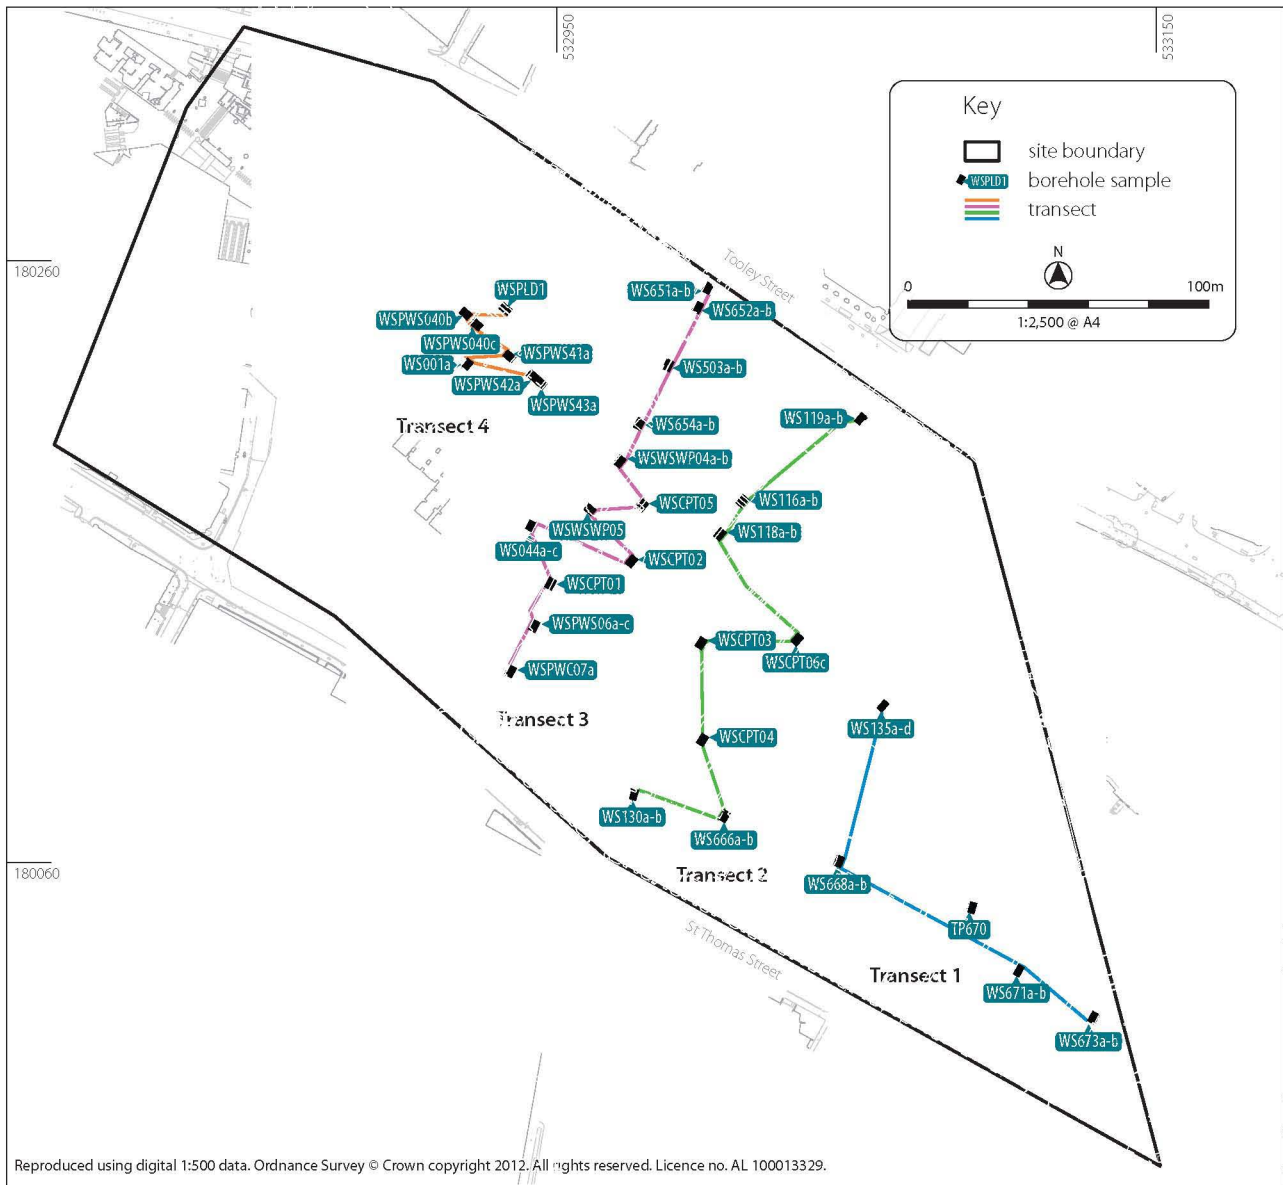 532950
533150
Key
site boundary
WSPLD1
borehole sample
transect
N
0
100m
1:2,500 @ A4
180260
Tooley Street
WSPLD1
WSPWS040b
WSPWS040c
WSPWS41a
WS001a
WSPWS42a
WSPWS43a
Transect 4
WS651a-b
WS652a-b
WS503a-b
WS654a-b
WSWSWP04a-b
WSCPT05
WSWSWP05
WS044a-c
WSCPT02
WSCPT01
WSPWS06a-c
WSPWC07a
Transect 3
WS119a-b
WS116a-b
WS118a-b
WSCPT03
WSCPT06c
WSCPT04
WS130a-b
WS666a-b
Transect 2
WS135a-d
180060
WS668a-b
TP670
WS671a-b
WS673a-b
Transect 1
St Thomas Street
Reproduced using digital 1:500 data. Ordnance Survey © Crown copyright 2012. All rights reserved. Licence no. AL 100013329.